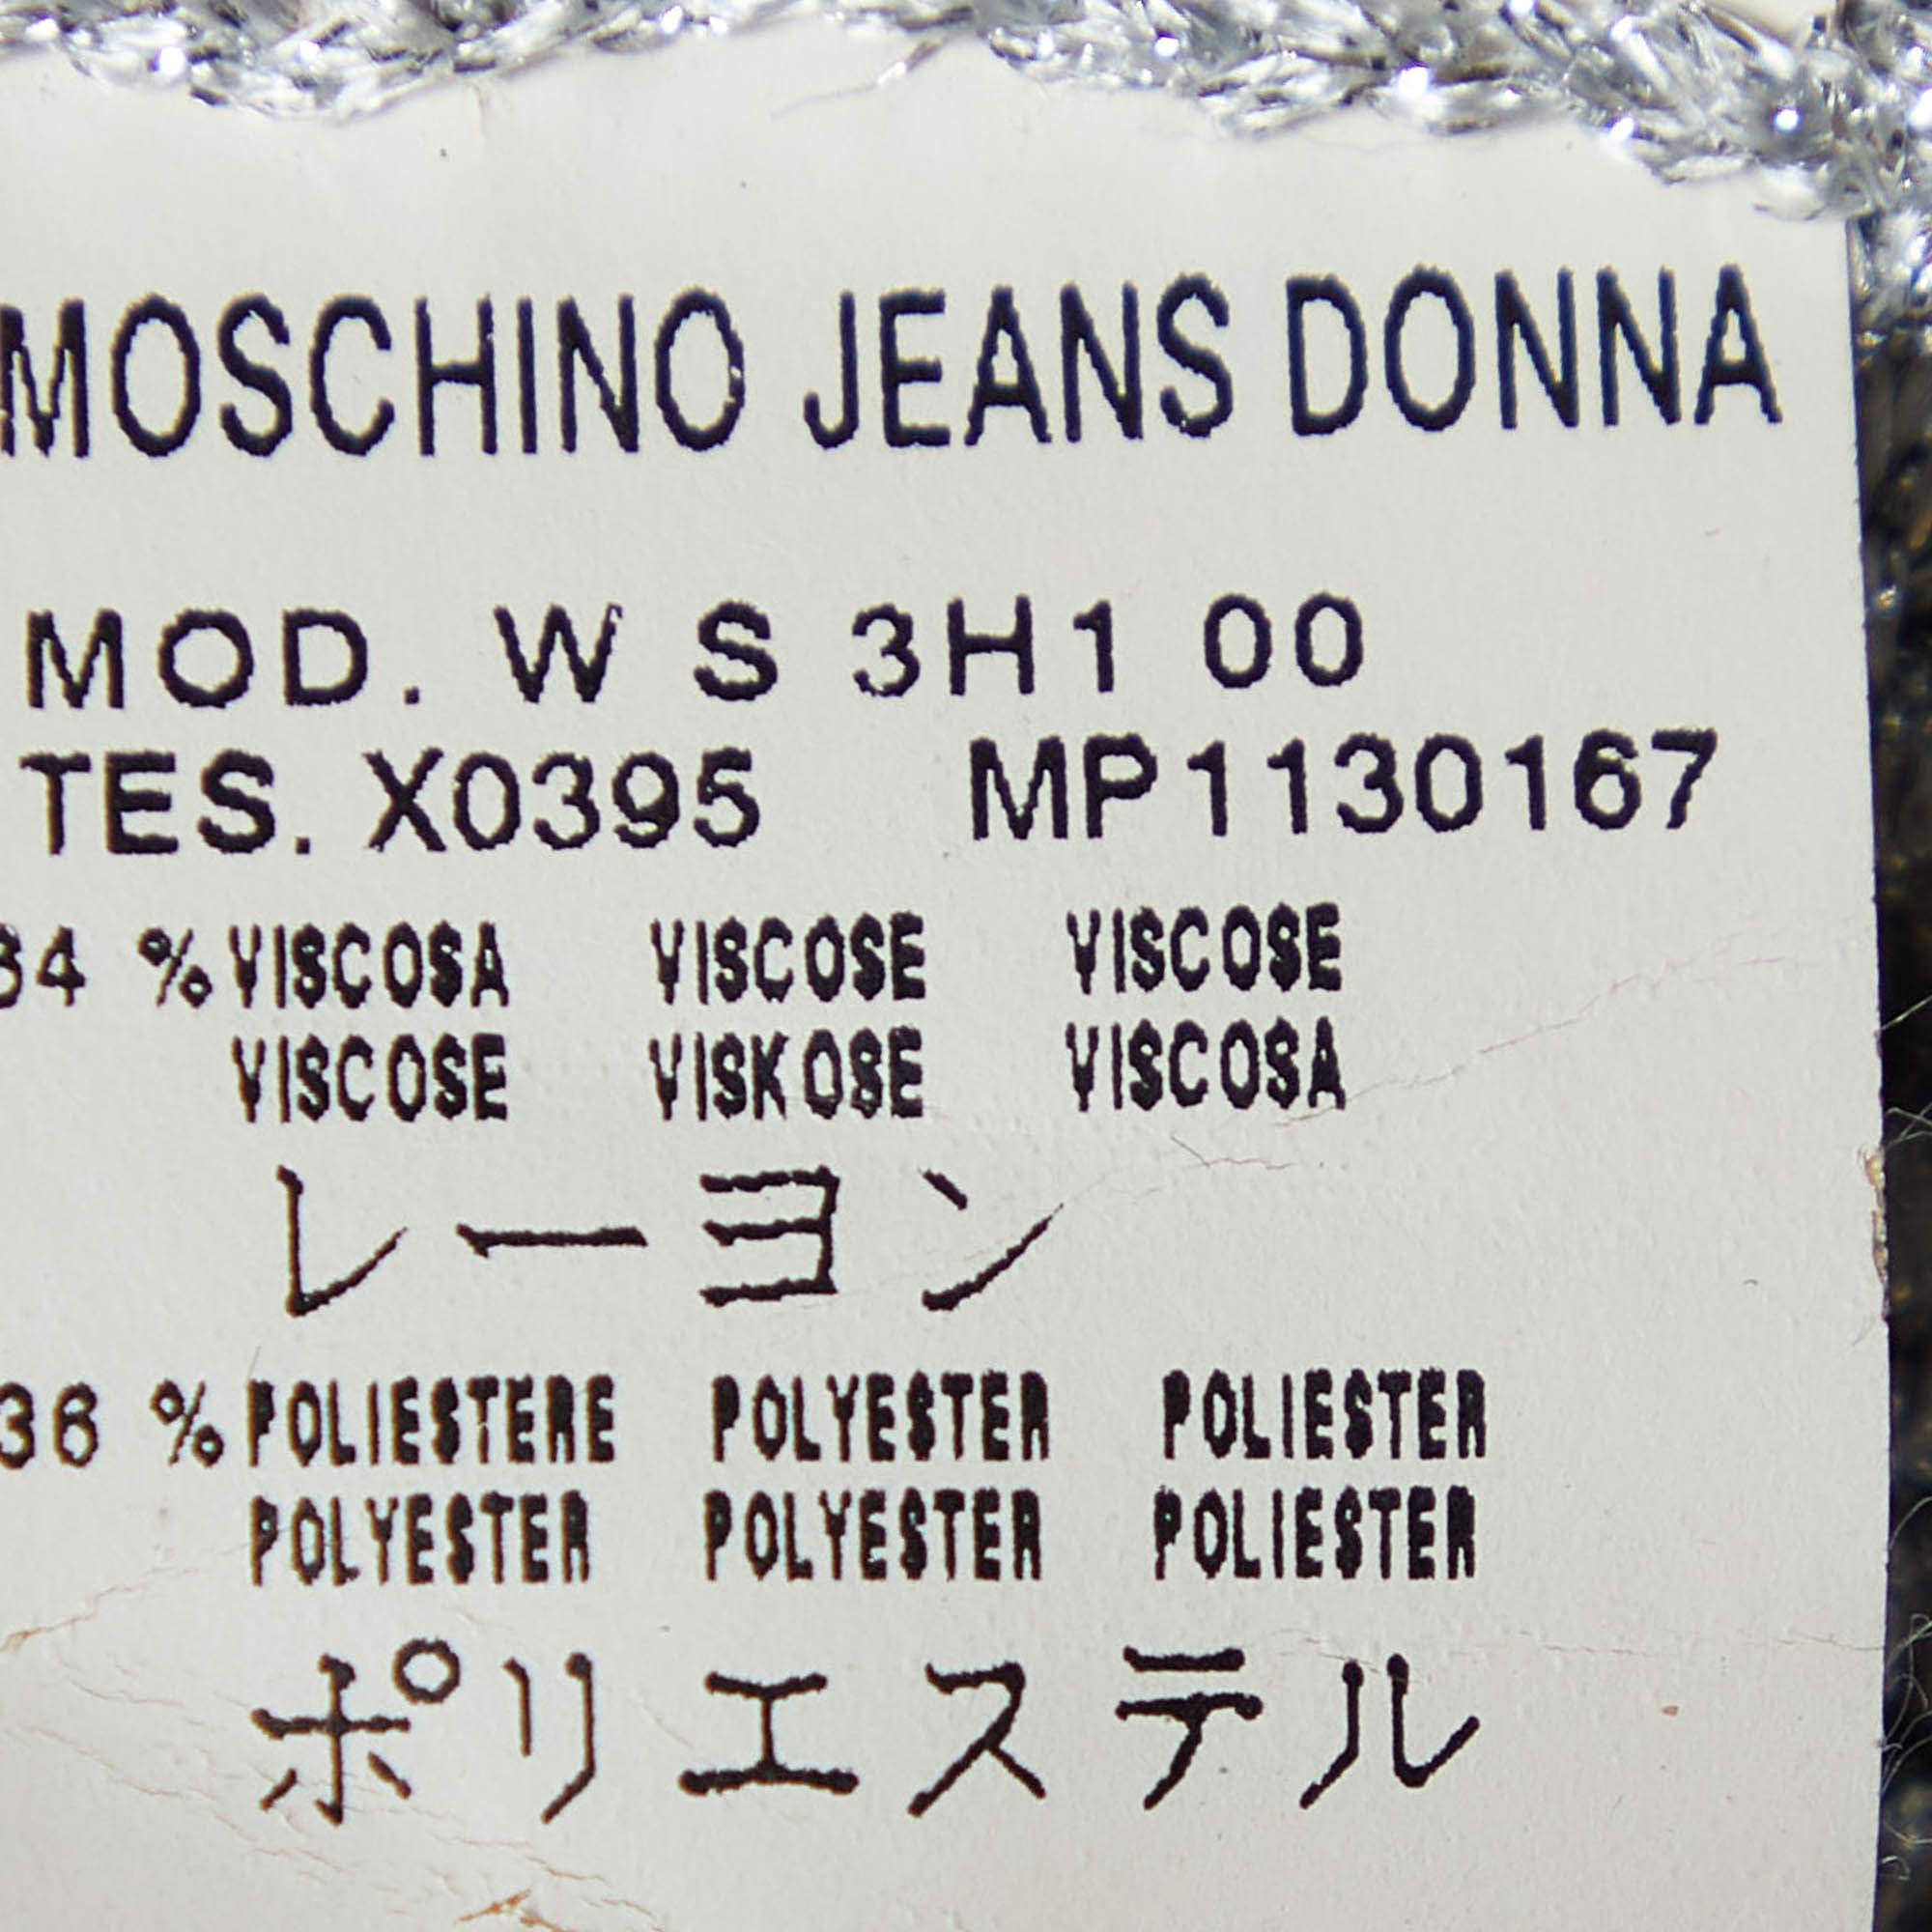 MOSCHINO JEANS DONNA
MOD. W S 3H1 00
TES. X0395 MP1130167
% VISCOSA VISCOSE VISCOSE
VISCOSE VISKOSE VISCOSA
レーヨン
36 % POLIESTERE POLYESTER POLIESTER
POLYESTER POLYESTER POLIESTER
ポリエステル